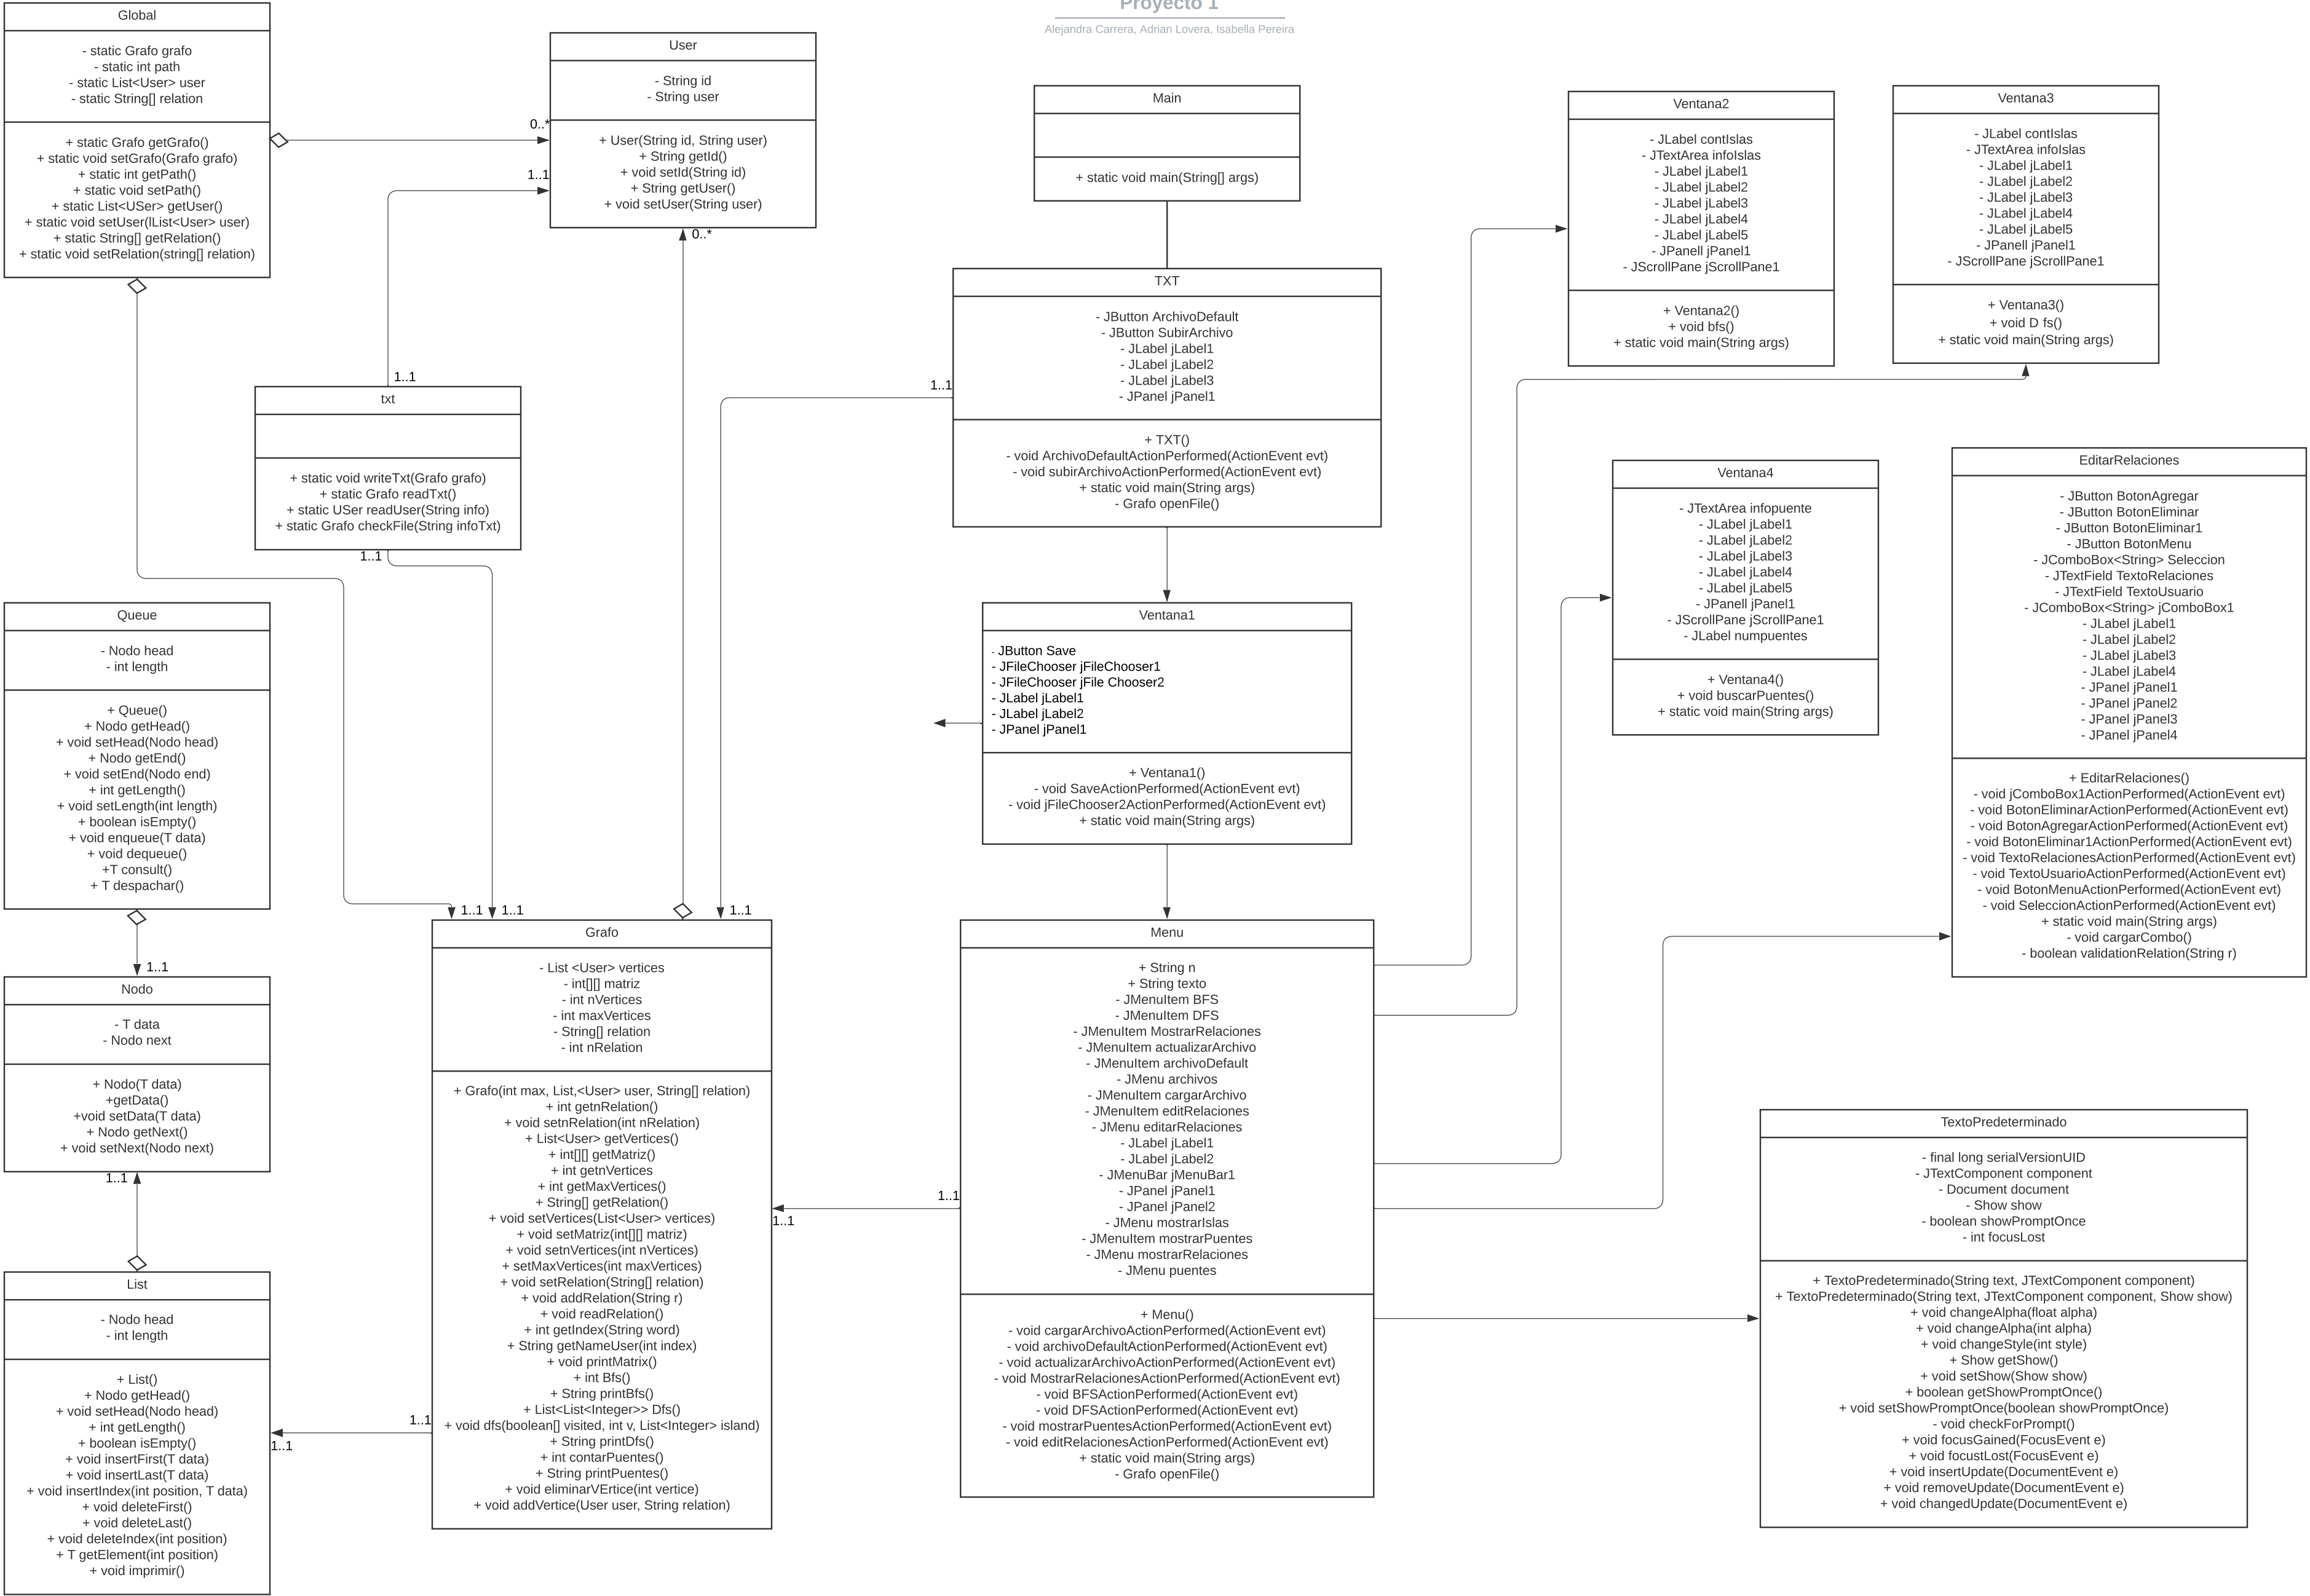 Proyecto 1
Alejandra Carrera, Adrian Lovera, Isabella Pereira
Global
- static Grafo grafo
- static int path
- static List<User> user
- static String[] relation
+ static Grafo getGrafo()
+ static void setGrafo(Grafo grafo)
+ static int getPath()
+ static void setPath()
+ static List<USer> getUser()
+ static void setUser(lList<User> user)
+ static String[] getRelation()
+ static void setRelation(string[] relation)
0..*
User
- String id
- String user
+ User(String id, String user)
+ String getId()
+ void setId(String id)
+ String getUser()
+ void setUser(String user)
1..1
0..*
Main
+ static void main(String[] args)
Ventana2
- JLabel contIslas
- JTextArea infoIslas
- JLabel jLabel1
- JLabel jLabel2
- JLabel jLabel3
- JLabel jLabel4
- JLabel jLabel5
- JPanell jPanel1
- JScrollPane jScrollPane1
+ Ventana2()
+ void bfs()
+ static void main(String args)
Ventana3
- JLabel contIslas
- JTextArea infoIslas
- JLabel jLabel1
- JLabel jLabel2
- JLabel jLabel3
- JLabel jLabel4
- JLabel jLabel5
- JPanell jPanel1
- JScrollPane jScrollPane1
+ Ventana3()
+ void D fs()
+ static void main(String args)
1..1
txt
+ static void writeTxt(Grafo grafo)
+ static Grafo readTxt()
+ static USer readUser(String info)
+ static Grafo checkFile(String infoTxt)
1..1
1..1
TXT
- JButton ArchivoDefault
- JButton SubirArchivo
- JLabel jLabel1
- JLabel jLabel2
- JLabel jLabel3
- JPanel jPanel1
+ TXT()
- void ArchivoDefaultActionPerformed(ActionEvent evt)
- void subirArchivoActionPerformed(ActionEvent evt)
+ static void main(String args)
- Grafo openFile()
Ventana4
- JTextArea infopuente
- JLabel jLabel1
- JLabel jLabel2
- JLabel jLabel3
- JLabel jLabel4
- JLabel jLabel5
- JPanell jPanel1
- JScrollPane jScrollPane1
- JLabel numpuentes
+ Ventana4()
+ void buscarPuentes()
+ static void main(String args)
EditarRelaciones
- JButton BotonAgregar
- JButton BotonEliminar
- JButton BotonEliminar1
- JButton BotonMenu
- JComboBox<String> Seleccion
- JTextField TextoRelaciones
- JTextField TextoUsuario
- JComboBox<String> jComboBox1
- JLabel jLabel1
- JLabel jLabel2
- JLabel jLabel3
- JLabel jLabel4
- JPanel jPanel1
- JPanel jPanel2
- JPanel jPanel3
- JPanel jPanel4
+ EditarRelaciones()
- void jComboBox1ActionPerformed(ActionEvent evt)
- void BotonEliminarActionPerformed(ActionEvent evt)
- void BotonAgregarActionPerformed(ActionEvent evt)
- void BotonEliminar1ActionPerformed(ActionEvent evt)
- void TextoRelacionesActionPerformed(ActionEvent evt)
- void TextoUsuarioActionPerformed(ActionEvent evt)
- void BotonMenuActionPerformed(ActionEvent evt)
- void SeleccionActionPerformed(ActionEvent evt)
+ static void main(String args)
- void cargarCombo()
- boolean validationRelation(String r)
Queue
- Nodo head
- int length
+ Queue()
+ Nodo getHead()
+ void setHead(Nodo head)
+ Nodo getEnd()
+ void setEnd(Nodo end)
+ int getLength()
+ void setLength(int length)
+ boolean isEmpty()
+ void enqueue(T data)
+ void dequeue()
+T consult()
+ T despachar()
1..1
Ventana1
- JButton Save
- JFileChooser jFileChooser1
- JFileChooser jFile Chooser2
- JLabel jLabel1
- JLabel jLabel2
- JPanel jPanel1
+ Ventana1()
- void SaveActionPerformed(ActionEvent evt)
- void jFileChooser2ActionPerformed(ActionEvent evt)
+ static void main(String args)
Nodo
- T data
- Nodo next
+ Nodo(T data)
+getData()
+void setData(T data)
+ Nodo getNext()
+ void setNext(Nodo next)
1..1
1..1 1..1 1..1
Grafo
- List <User> vertices
- int[][] matriz
- int nVertices
- int maxVertices
- String[] relation
- int nRelation
+ Grafo(int max, List,<User> user, String[] relation)
+ int getnRelation()
+ void setnRelation(int nRelation)
+ List<User> getVertices()
+ int[][] getMatriz()
+ int getnVertices
+ int getMaxVertices()
+ String[] getRelation()
+ void setVertices(List<User> vertices)
+ void setMatriz(int[][] matriz)
+ void setnVertices(int nVertices)
+ setMaxVertices(int maxVertices)
+ void setRelation(String[] relation)
+ void addRelation(String r)
+ void readRelation()
+ int getIndex(String word)
+ String getNameUser(int index)
+ void printMatrix()
+ int Bfs()
+ String printBfs()
+ List<List<Integer>> Dfs()
+ void dfs(boolean[] visited, int v, List<Integer> island)
+ String printDfs()
+ int contarPuentes()
+ String printPuentes()
+ void eliminarVErtice(int vertice)
+ void addVertice(User user, String relation)
1..1
1..1
Menu
+ String n
+ String texto
- JMenuItem BFS
- JMenuItem DFS
- JMenuItem MostrarRelaciones
- JMenuItem actualizarArchivo
- JMenuItem archivoDefault
- JMenu archivos
- JMenuItem cargarArchivo
- JMenuItem editRelaciones
- JMenu editarRelaciones
- JLabel jLabel1
- JLabel jLabel2
- JMenuBar jMenuBar1
- JPanel jPanel1
- JPanel jPanel2
- JMenu mostrarIslas
- JMenuItem mostrarPuentes
- JMenu mostrarRelaciones
- JMenu puentes
+ Menu()
- void cargarArchivoActionPerformed(ActionEvent evt)
- void archivoDefaultActionPerformed(ActionEvent evt)
- void actualizarArchivoActionPerformed(ActionEvent evt)
- void MostrarRelacionesActionPerformed(ActionEvent evt)
- void BFSActionPerformed(ActionEvent evt)
- void DFSActionPerformed(ActionEvent evt)
- void mostrarPuentesActionPerformed(ActionEvent evt)
- void editRelacionesActionPerformed(ActionEvent evt)
+ static void main(String args)
- Grafo openFile()
TextoPredeterminado
- final long serialVersionUID
- JTextComponent component
- Document document
- Show show
- boolean showPromptOnce
- int focusLost
+ TextoPredeterminado(String text, JTextComponent component)
+ TextoPredeterminado(String text, JTextComponent component, Show show)
+ void changeAlpha(float alpha)
+ void changeAlpha(int alpha)
+ void changeStyle(int style)
+ Show getShow()
+ void setShow(Show show)
+ boolean getShowPromptOnce()
+ void setShowPromptOnce(boolean showPromptOnce)
- void checkForPrompt()
+ void focusGained(FocusEvent e)
+ void focustLost(FocusEvent e)
+ void insertUpdate(DocumentEvent e)
+ void removeUpdate(DocumentEvent e)
+ void changedUpdate(DocumentEvent e)
List
- Nodo head
- int length
+ List()
+ Nodo getHead()
+ void setHead(Nodo head)
+ int getLength()
+ boolean isEmpty()
+ void insertFirst(T data)
+ void insertLast(T data)
+ void insertIndex(int position, T data)
+ void deleteFirst()
+ void deleteLast()
+ void deleteIndex(int position)
+ T getElement(int position)
+ void imprimir()
1..1
1..1